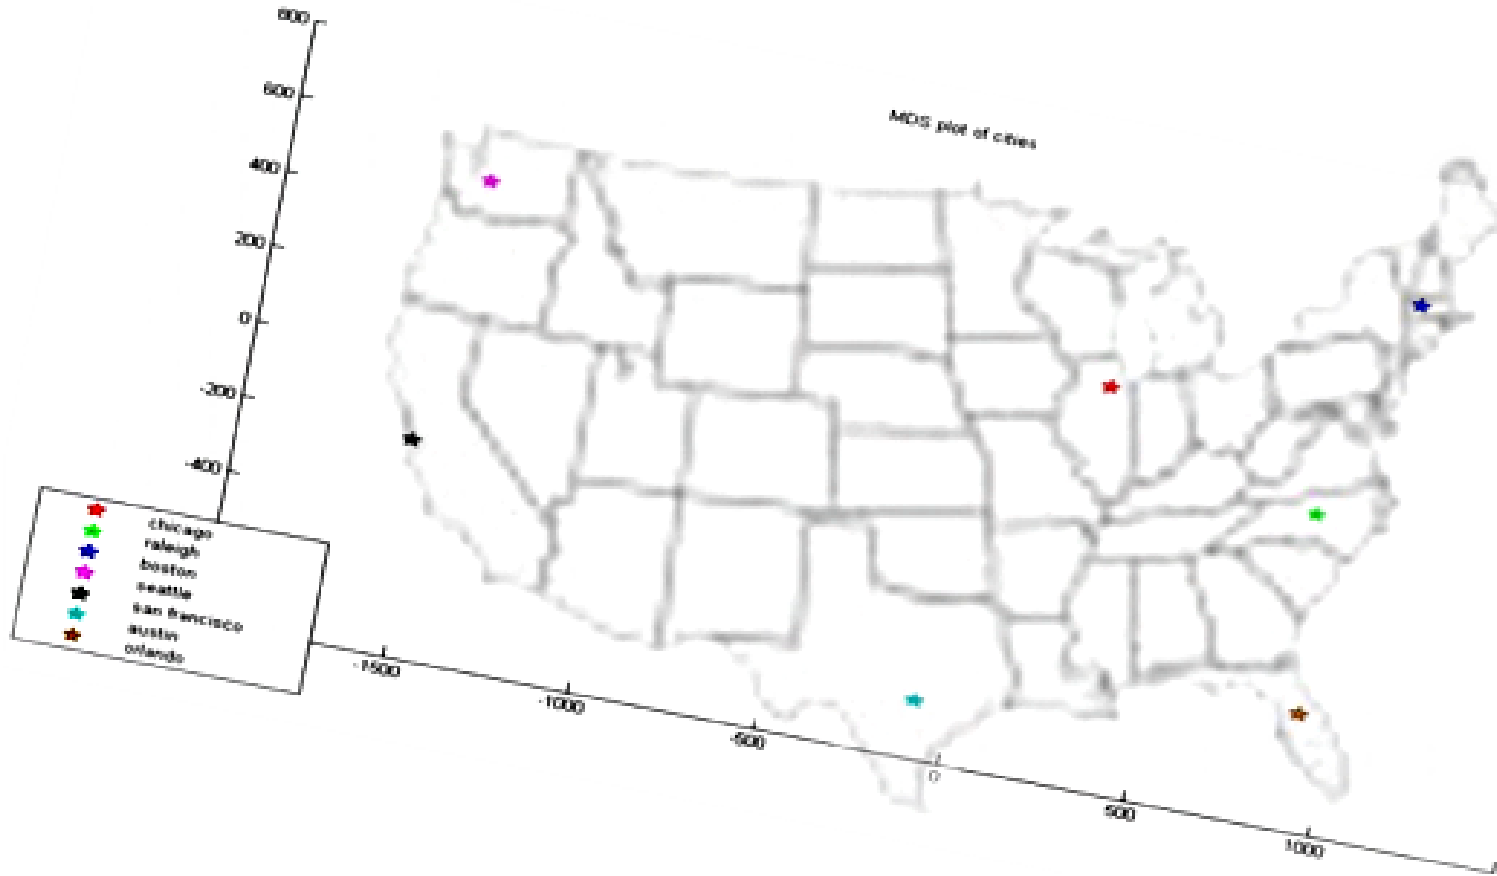 MDS plot of cities
800
600
400
200
0
-200
-400
chicago
raleigh
boston
seattle
san francisco
austin
orlando
-1500
-1000
-500
0
500
1000